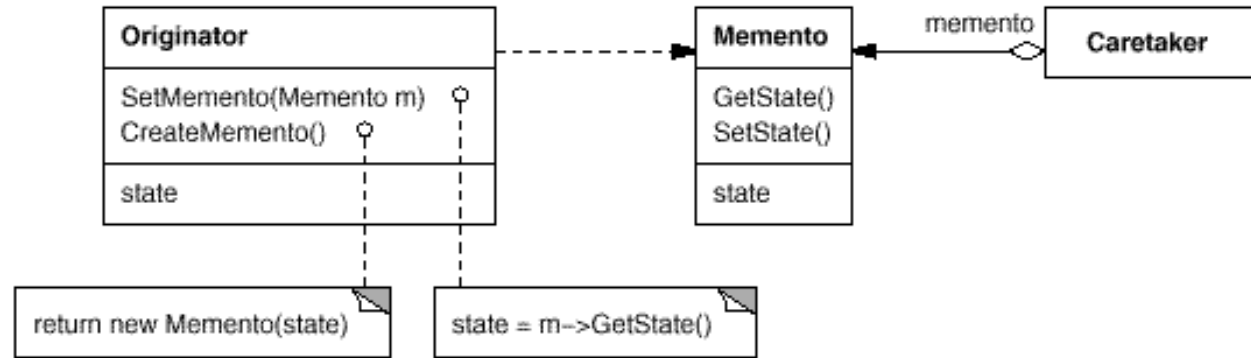 Originator
SetMemento(Memento m)
CreateMemento()
state
Memento
GetState()
SetState()
state
memento
Caretaker
return new Memento(state)
state = m->GetState()